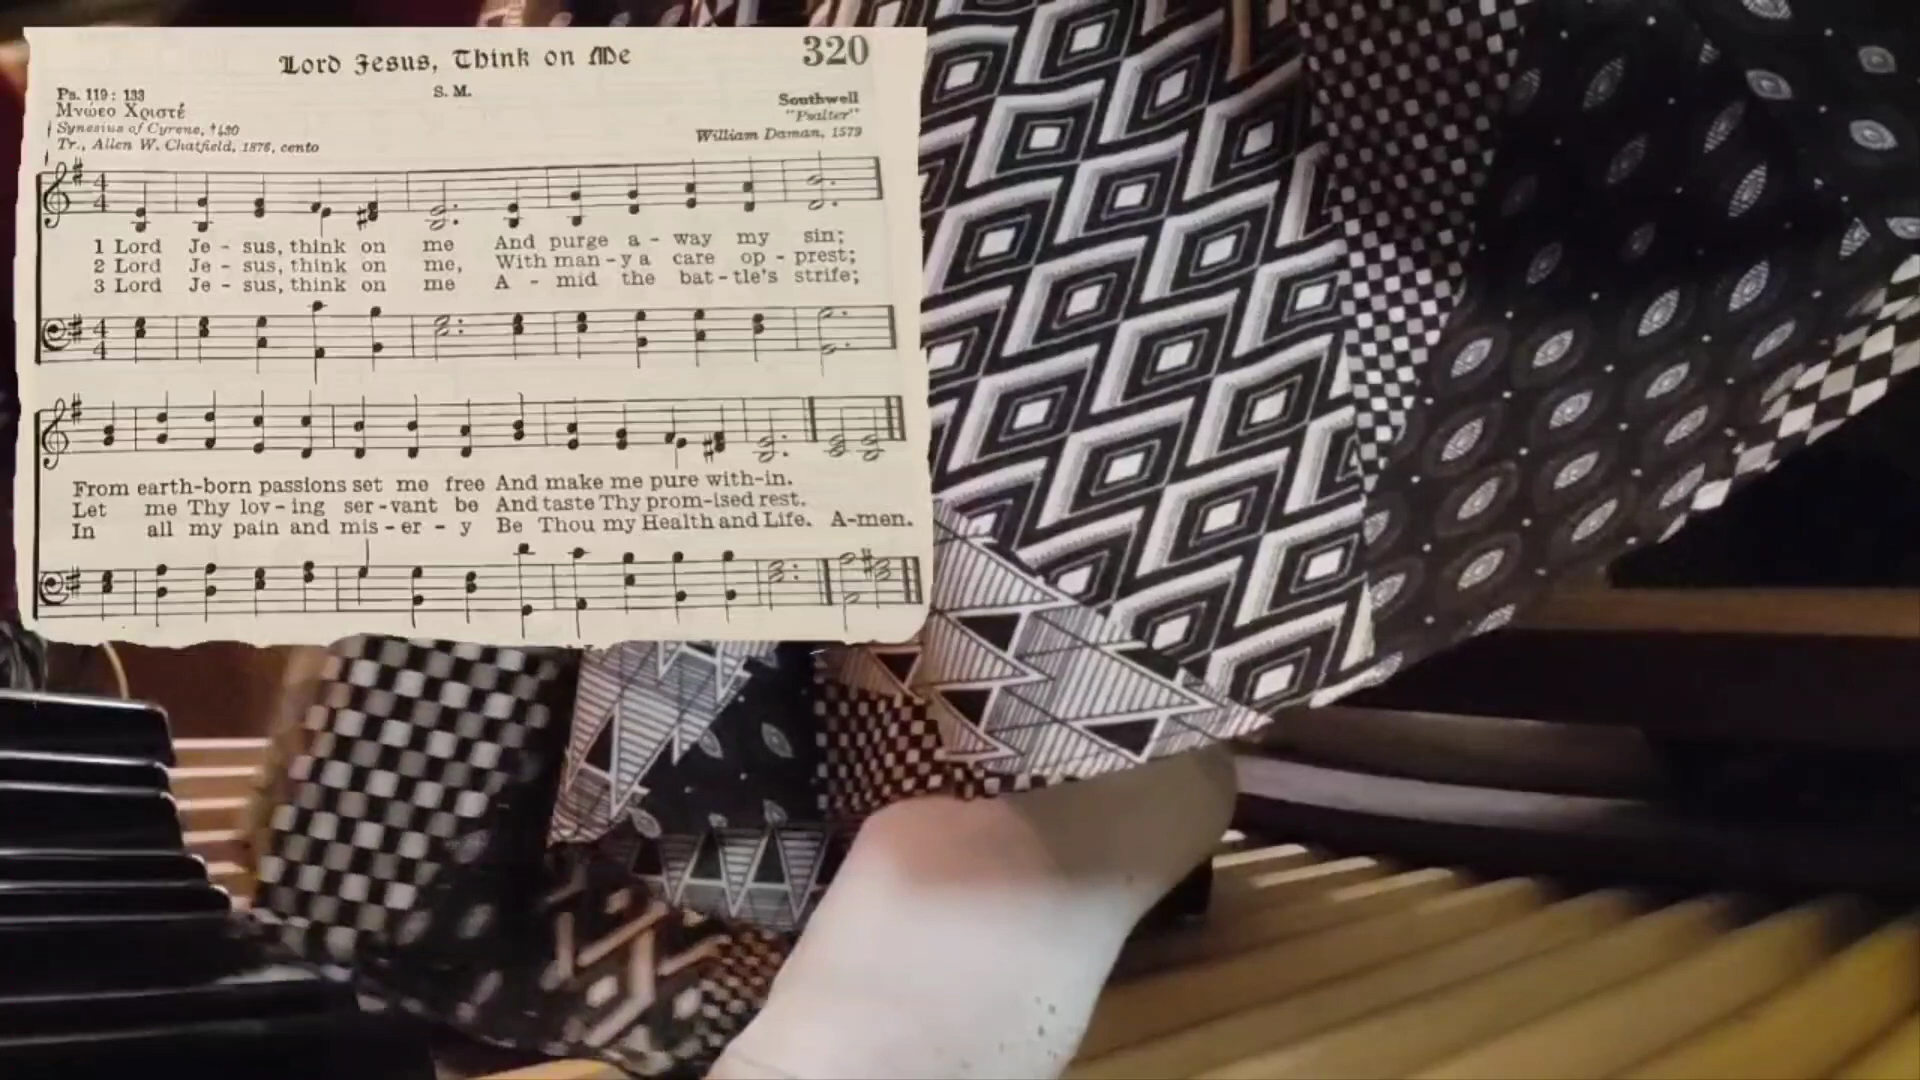 Lord Jesus, Think on Me
320
Ps. 119: 133
S. M.
Μνώεο Χριστέ
Synesius of Cyrene, †430
Tr., Allen W. Chatfield, 1876, cento
Southwell
"Psalter"
William Daman, 1579
1 Lord Je - sus, think on me And purge a - way my sin;
2 Lord Je - sus, think on me, With man - y a care op - prest;
3 Lord Je - sus, think on me A - mid the bat - tle's strife;
From earth-born passions set me free And make me pure with-in.
Let me Thy lov - ing ser - vant be And taste Thy prom-ised rest.
In all my pain and mis - er - y Be Thou my Health and Life. A-men.